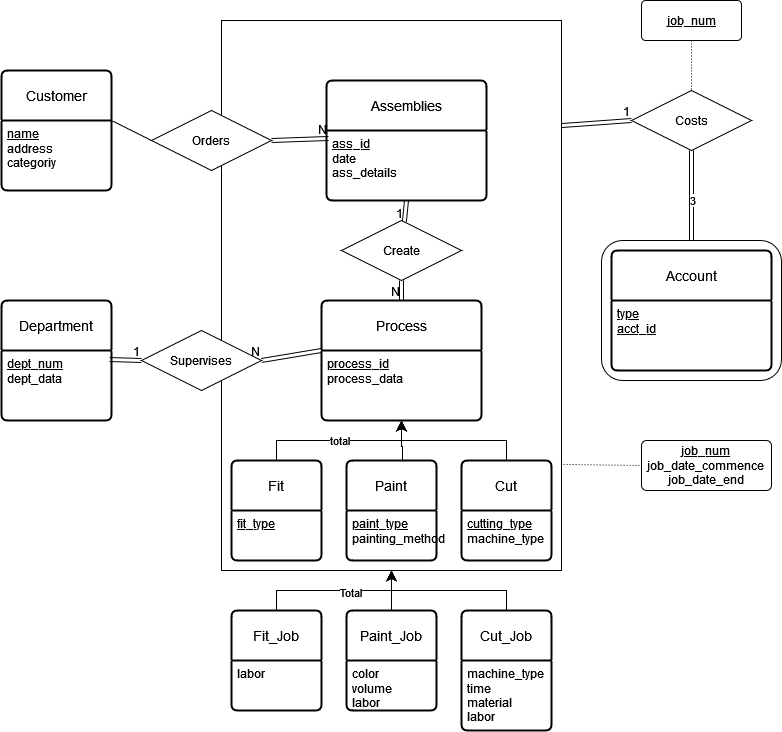 job_num
Customer
name
address
categoriy
Orders
N
Assemblies
ass_id
date
ass_details
1
Costs
3
1
Create
N
Account
type
acct_id
Department
dept_num
dept_data
1
Supervises
N
Process
process_id
process_data
total
Fit
fit_type
Paint
paint_type
painting_method
Cut
cutting_type
machine_type
job_num
job_date_commence
job_date_end
Total
Fit_Job
labor
Paint_Job
color
volume
labor
Cut_Job
machine_type
time
material
labor